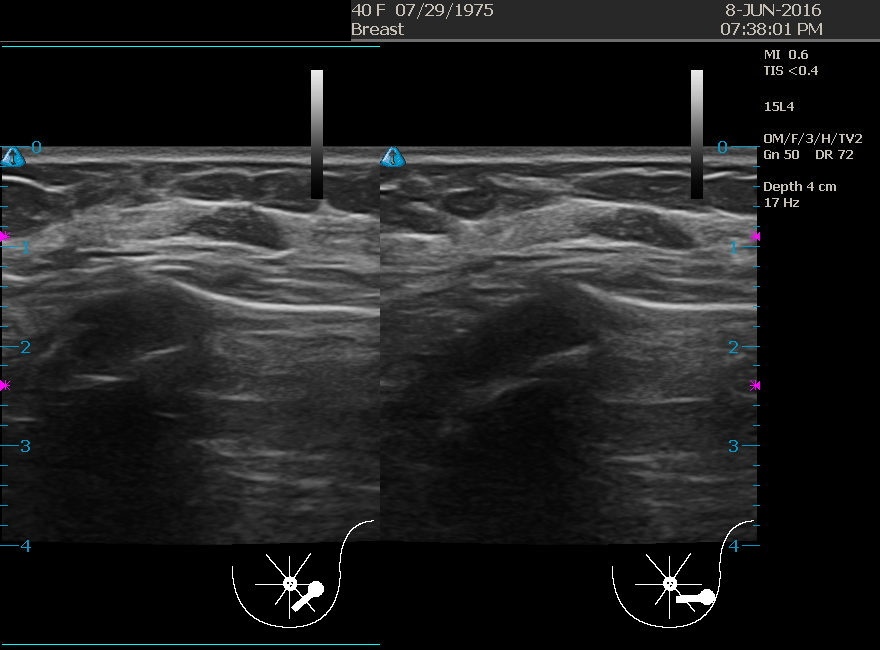 40 F 07/29/1975 8-JUN-2016
Breast 07:38:01 PM
MI 0.6
TIS <0.4
15L4
OM/F/3/H/TV2
Gn 50 DR 72
Depth 4 cm
17 Hz
0 0
1 1
2 2
3 3
4 4